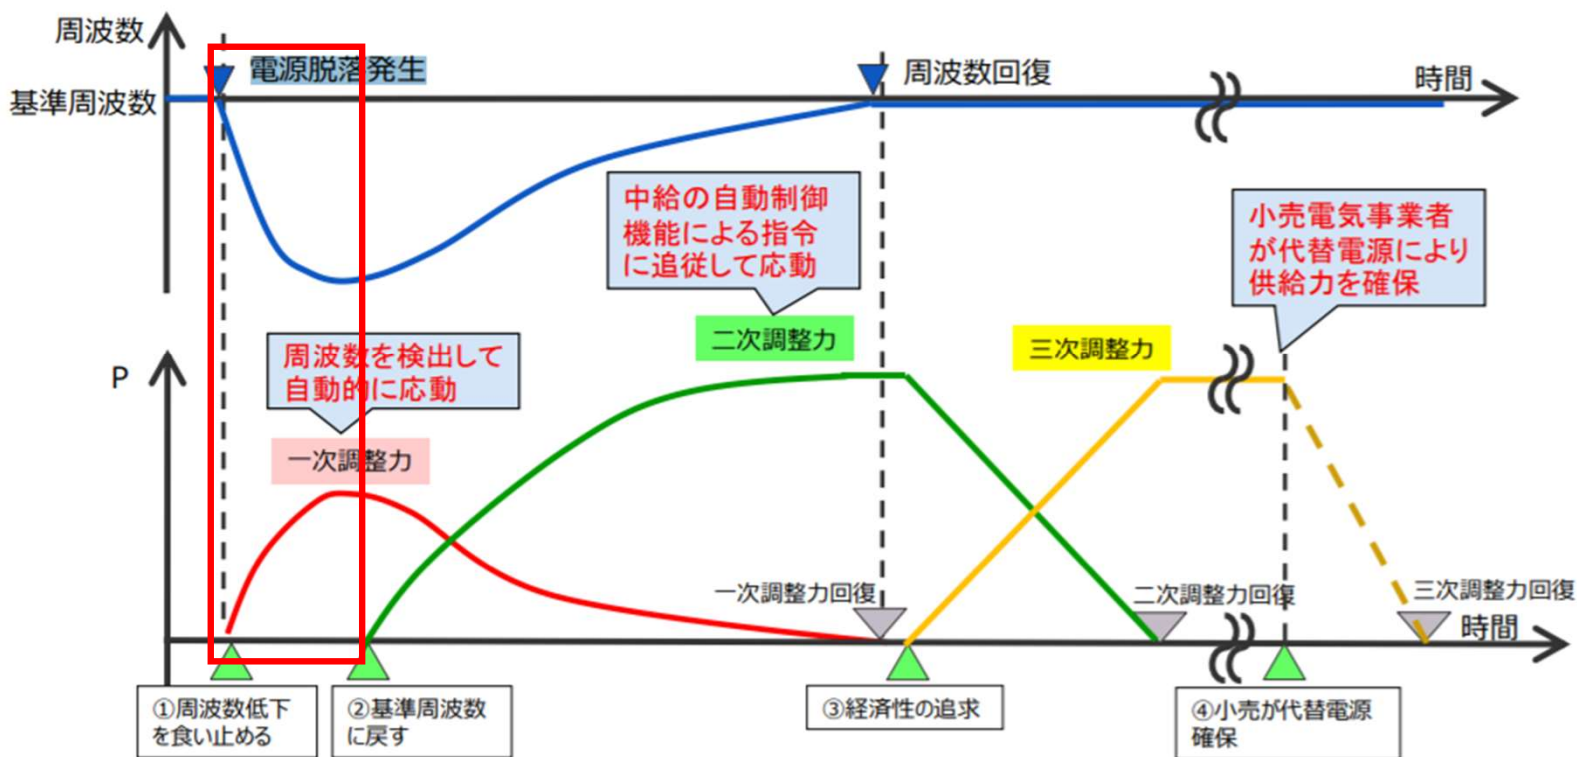 周波数
電源脱落発生
周波数回復
時間
基準周波数
中給の自動制御
機能による指令
に追従して応動
小売電気事業者
が代替電源により
供給力を確保
二次調整力
三次調整力
周波数を検出して
自動的に応動
P
一次調整力
一次調整力回復
二次調整力回復
三次調整力回復
時間
①周波数低下
を食い止める
②基準周波数
に戻す
③経済性の追求
④小売が代替電源
確保